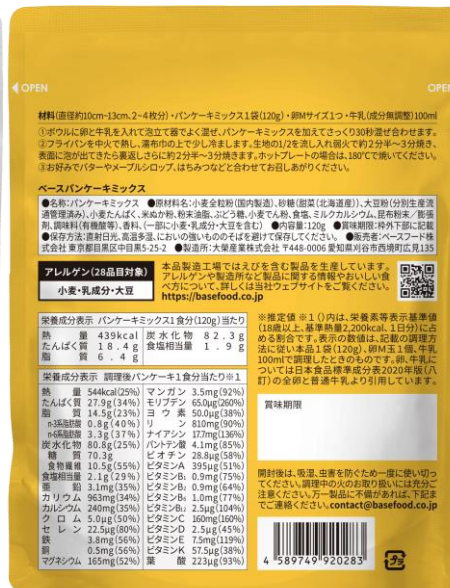 OPEN
OPEN
材料(直径約10cm~13cm、2~4枚分)・パンケーキミックス1袋(120g)・卵Mサイズ1つ・牛乳(成分無調整)100ml
①ボウルに卵と牛乳を入れて泡立て器でよく混ぜ、パンケーキミックスを加えてさっくり30秒混ぜ合わせます。
②フライパンを中火で熱し、濡布巾の上で少し冷まします。生地の1/2を流し入れ弱火で約2分半~3分焼き、
表面に泡が出てきたら裏返しさらに約2分半~3分焼きます。ホットプレートの場合は、180℃で焼いてください。
③お好みでバターやメープルシロップ、はちみつなどと合わせてお召しあがりください。
ベースパンケーキミックス
●名称:パンケーキミックス ●原材料名:小麦全粒粉(国内製造)、砂糖(甜菜(北海道産))、大豆粉(分別生産流
通管理済み)、小麦たんぱく、米ぬか粉、粉末油脂、ぶどう糖、小麦でん粉、食塩、ミルクカルシウム、昆布粉末/膨張
剤、調味料(有機酸等)、香料、(一部に小麦・乳成分・大豆を含む) ●内容量:120g ●賞味期限:枠外下部に記載
●保存方法:直射日光、高温多湿、においの強いもののそばを避けて保存してください。 ●販売者:ベースフード株
式会社 東京都目黒区中目黒5-25-2 ●製造所:大榮産業株式会社 〒448-0006 愛知県刈谷市西境町広見135
アレルゲン(28品目対象)
小麦・乳成分・大豆
本品製造工場ではえびを含む製品を生産しています。
アレルゲンや製造所など製品に関する情報やおいしい食
べ方について、詳しくは当社ウェブサイトをご覧ください。
https://basefood.co.jp
栄養成分表示 パンケーキミックス1食分(120g)当たり
熱量 439kcal 炭水化物 82.3g
たんぱく質 18.4g 食塩相当量 1.9g
脂質 6.4g
栄養成分表示 調理後パンケーキ1食分当たり※1
熱量 544kcal(25%) マンガン 3.5mg(92%)
たんぱく質 27.9g(34%) モリブデン 65.0μg(260%)
脂質 14.5g(23%) ヨウ素 50.0μg(38%)
n-3系脂肪酸 0.8g(40%) リン 810mg(90%)
n-6系脂肪酸 3.3g(37%) ナイアシン 17.7mg(136%)
炭水化物 80.8g(25%) パントテン酸 4.1mg(85%)
糖質 70.3g ビオチン 28.8μg(58%)
食物繊維 10.5g(55%) ビタミンA 395μg(51%)
食塩相当量 2.1g(29%) ビタミンB₁ 0.9mg(75%)
亜鉛 3.1mg(35%) ビタミンB₂ 0.9mg(64%)
カリウム 963mg(34%) ビタミンB₆ 1.0mg(77%)
カルシウム 240mg(35%) ビタミンB₁₂ 2.5μg(104%)
クロム 5.0μg(50%) ビタミンC 160mg(160%)
セレン 22.5μg(80%) ビタミンD 2.5μg(45%)
鉄 3.8mg(56%) ビタミンE 7.5mg(119%)
銅 0.5mg(56%) ビタミンK 57.5μg(38%)
マグネシウム 165mg(52%) 葉酸 223μg(93%)
※推定値 ※1()内は、栄養素等表示基準値
(18歳以上、基準熱量2,200kcal、1日分)に占
める割合です。表示の数値は、記載の調理方
法に従い本品1袋(120g)、卵M玉1個、牛乳
100mlで調理したときのものです。卵、牛乳に
ついては日本食品標準成分表2020年版(八
訂)の全卵と普通牛乳より引用しています。
賞味期限
開封後は、吸湿、虫害を防ぐため一度に使い切っ
てください。調理中の火のお取り扱いには充分ご
注意ください。万一製品に不備があれば、下記ま
でご連絡ください。contact@basefood.co.jp
4 589749 920283
プラ